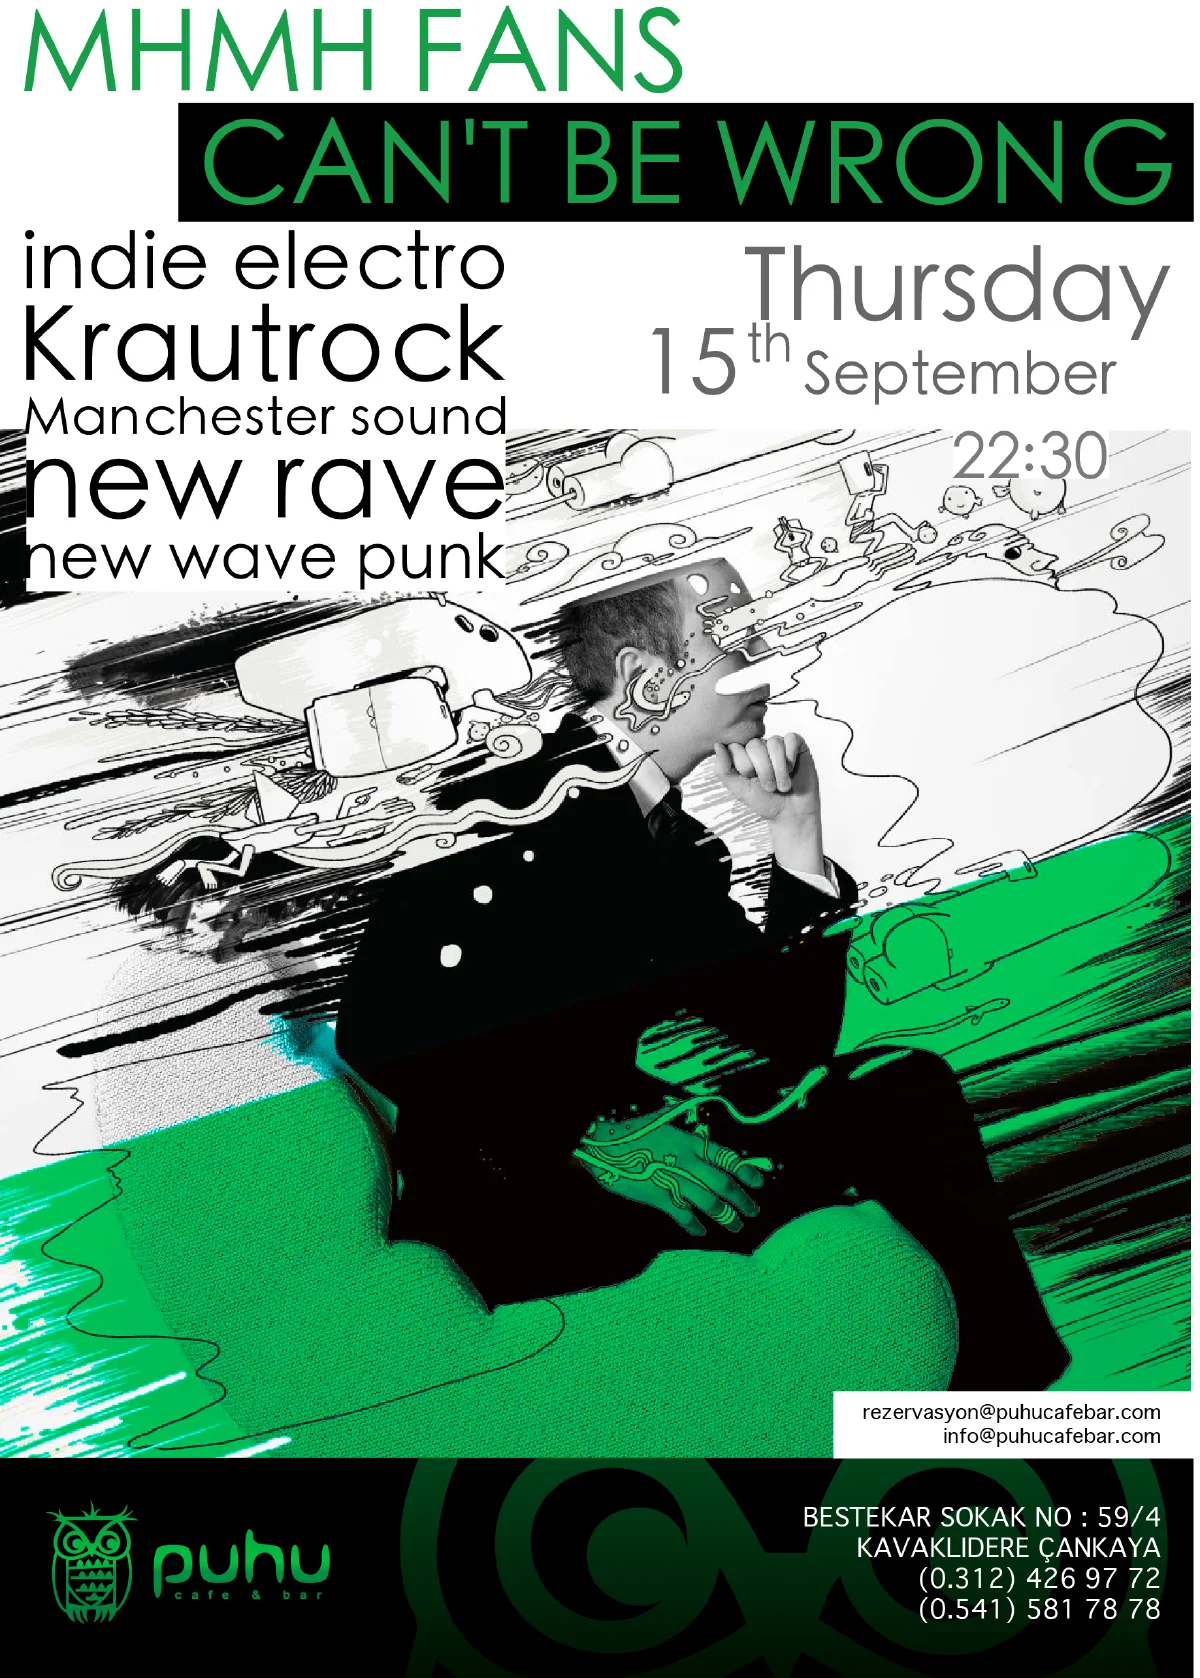 MHMH FANS
CAN'T BE WRONG
indie electro
Krautrock
Manchester sound
new rave
new wave punk
Thursday
15th September
22:30
rezervasyon@puhucafebar.com
info@puhucafebar.com
puhu
cafe & bar
BESTEKAR SOKAK NO : 59/4
KAVAKLIDERE ÇANKAYA
(0.312) 426 97 72
(0.541) 581 78 78